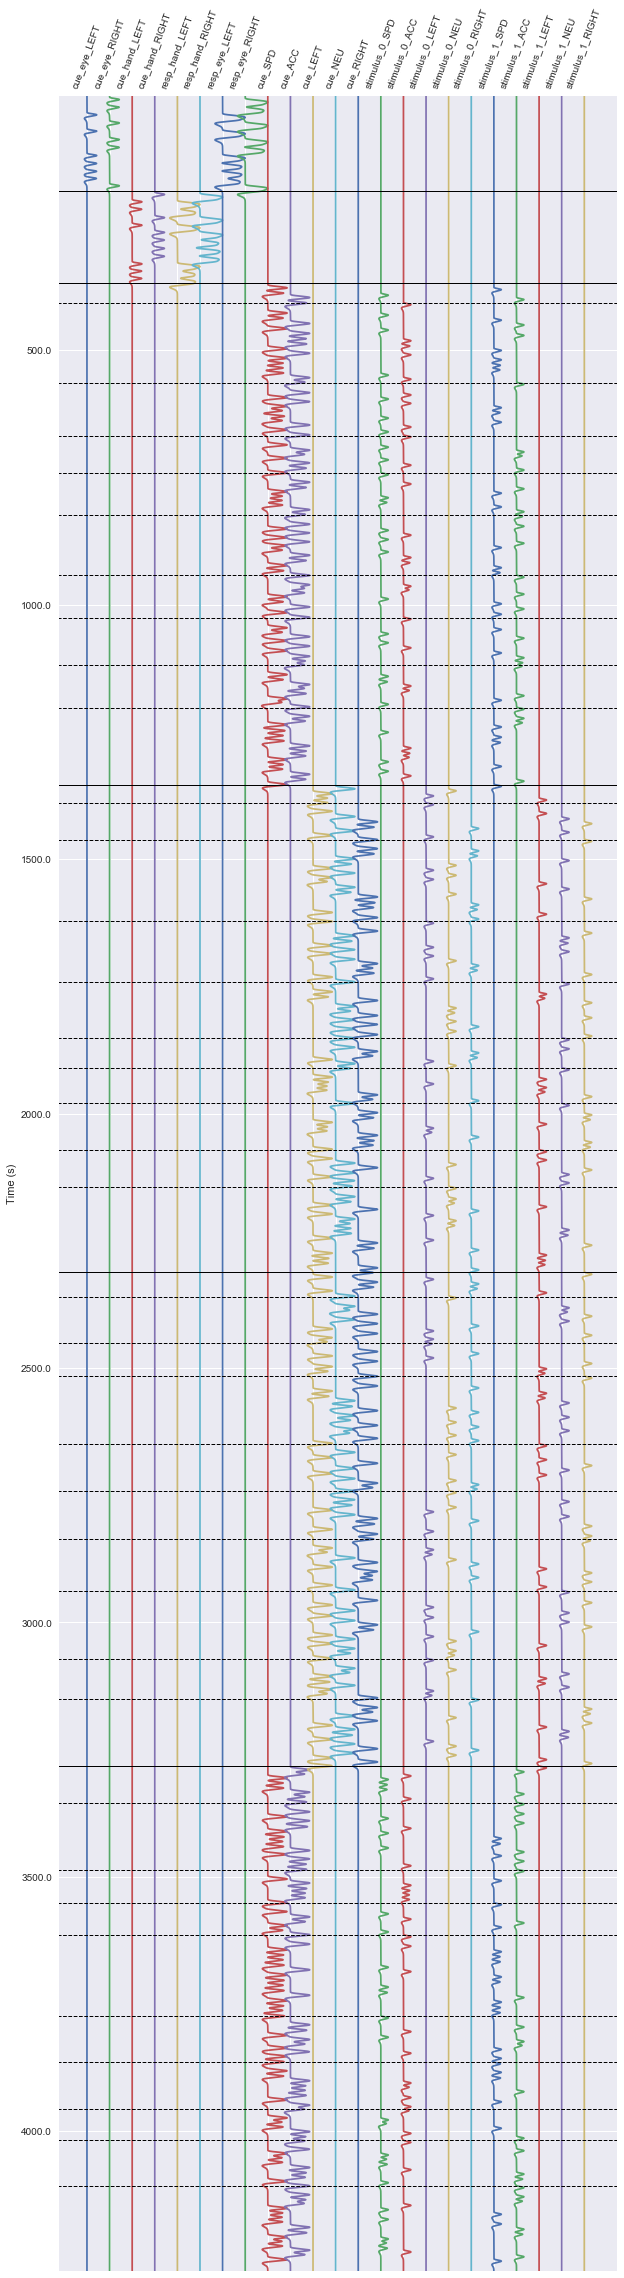 cue_eye_LEFT
cue_eye_RIGHT
cue_hand_LEFT
cue_hand_RIGHT
resp_hand_LEFT
resp_hand_RIGHT
resp_eye_LEFT
resp_eye_RIGHT
cue_SPD
cue_ACC
cue_LEFT
cue_NEU
cue_RIGHT
stimulus_0_SPD
stimulus_0_ACC
stimulus_0_LEFT
stimulus_0_NEU
stimulus_0_RIGHT
stimulus_1_SPD
stimulus_1_ACC
stimulus_1_LEFT
stimulus_1_NEU
stimulus_1_RIGHT
500.0
1000.0
1500.0
2000.0
Time (s)
2500.0
3000.0
3500.0
4000.0